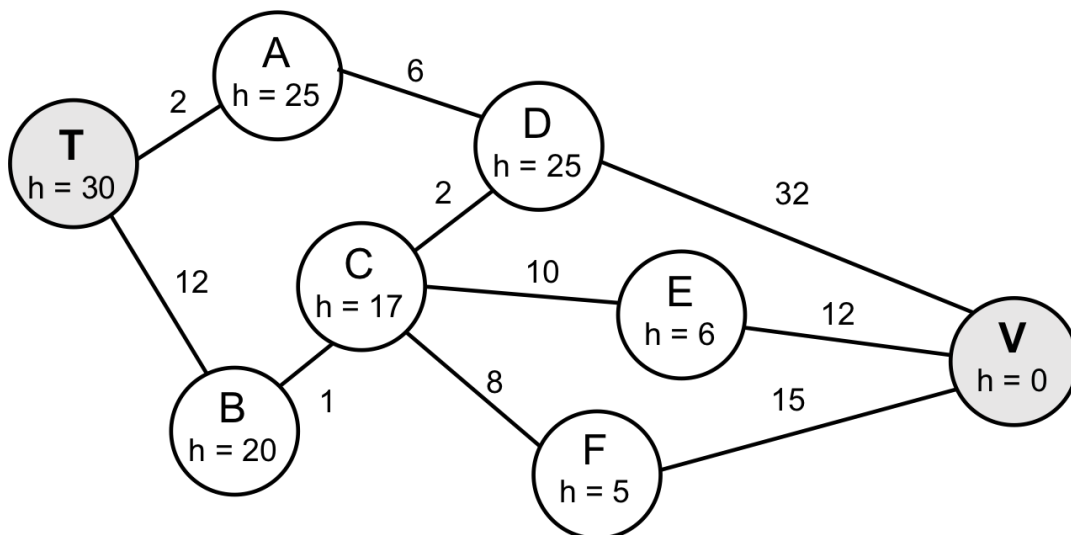 A
h = 25
6
2
T
h = 30
D
h = 25
32
2
12
C
h = 17
10
E
h = 6
12
V
h = 0
8
15
1
B
h = 20
F
h = 5